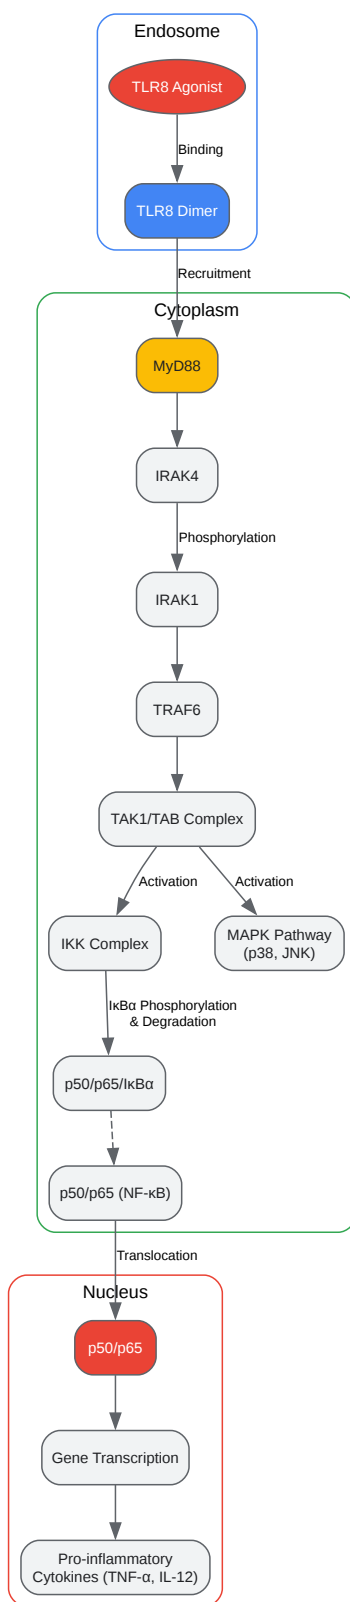 Endosome
TLR8 Agonist
Binding
TLR8 Dimer
Recruitment
Cytoplasm
MyD88
IRAK4
Phosphorylation
IRAK1
TRAF6
TAK1/TAB Complex
Activation
Activation
IKK Complex
MAPK Pathway
(p38, JNK)
IκBα Phosphorylation
& Degradation
p50/p65/IκBα
p50/p65 (NF-κB)
Translocation
Nucleus
p50/p65
Gene Transcription
Pro-inflammatory
Cytokines (TNF-α, IL-12)